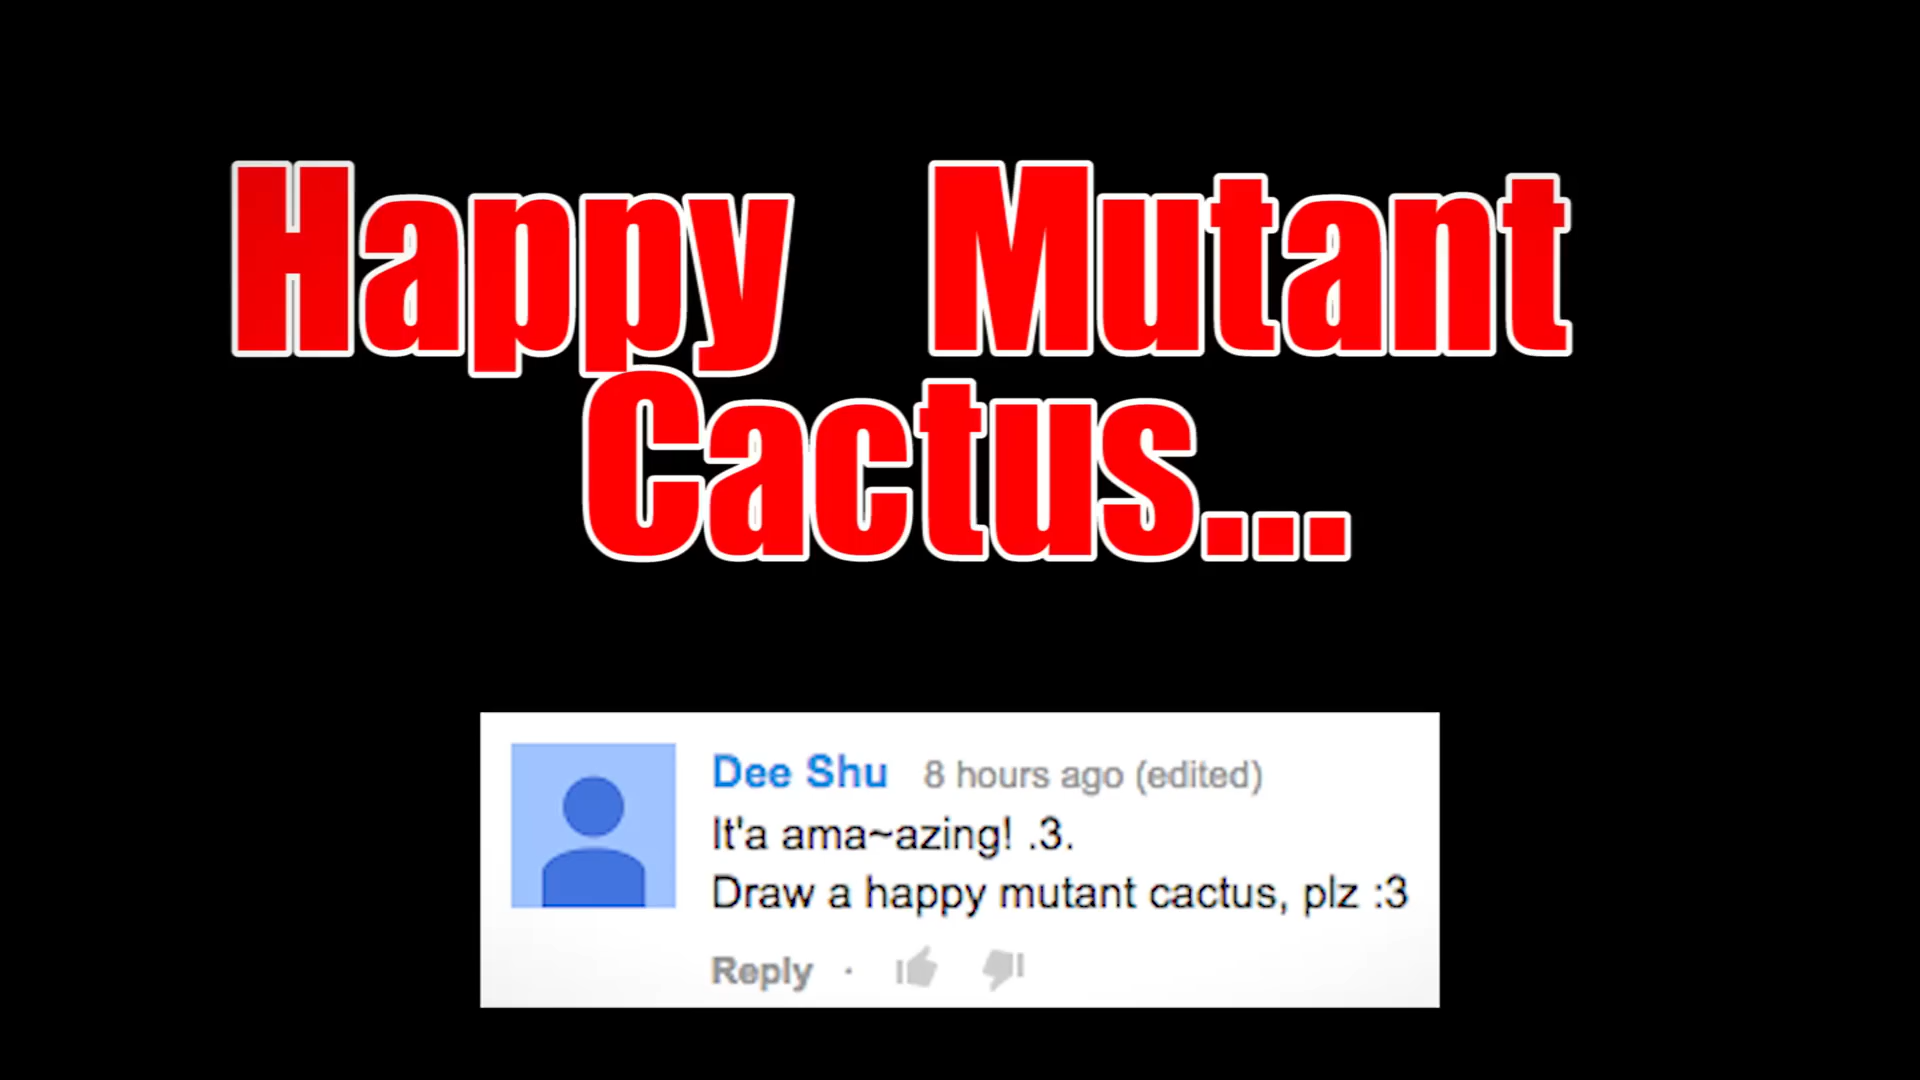 Happy Mutant
Cactus...
Dee Shu 8 hours ago (edited)
It'a ama~azing! .3.
Draw a happy mutant cactus, plz :3
Reply ·